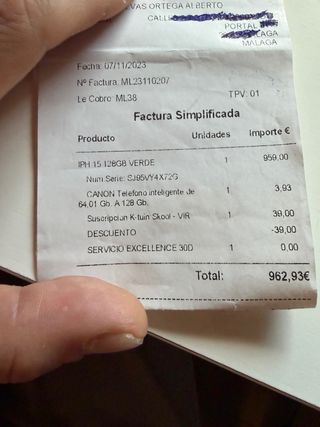 VAS ORTEGA ALBERTO
CALL
PORTAL
LAGA
MALAGA
Fecha: 07/11/2023
Nº Factura: ML23110207
Le Cobro: ML38 TPV: 01
Factura Simplificada
Producto Unidades Importe €
IPH 15 128GB VERDE 1 959,00
Num Serie: SJ95VY4X72G
CANON Telefono inteligente de 1 3,93
64,01 Gb. A 128 Gb.
Suscripcion K-tuin Skool - VIR 1 39,00
DESCUENTO -39,00
SERVICIO EXCELLENCE 30D 1 0,00
Total: 962,93€